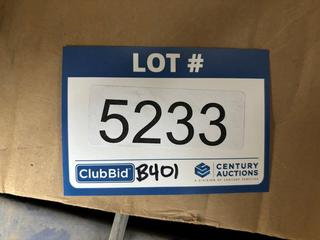 LOT #
5233
ClubBid B401 CENTURY
AUCTIONS
A DIVISION OF CENTURY SERVICES